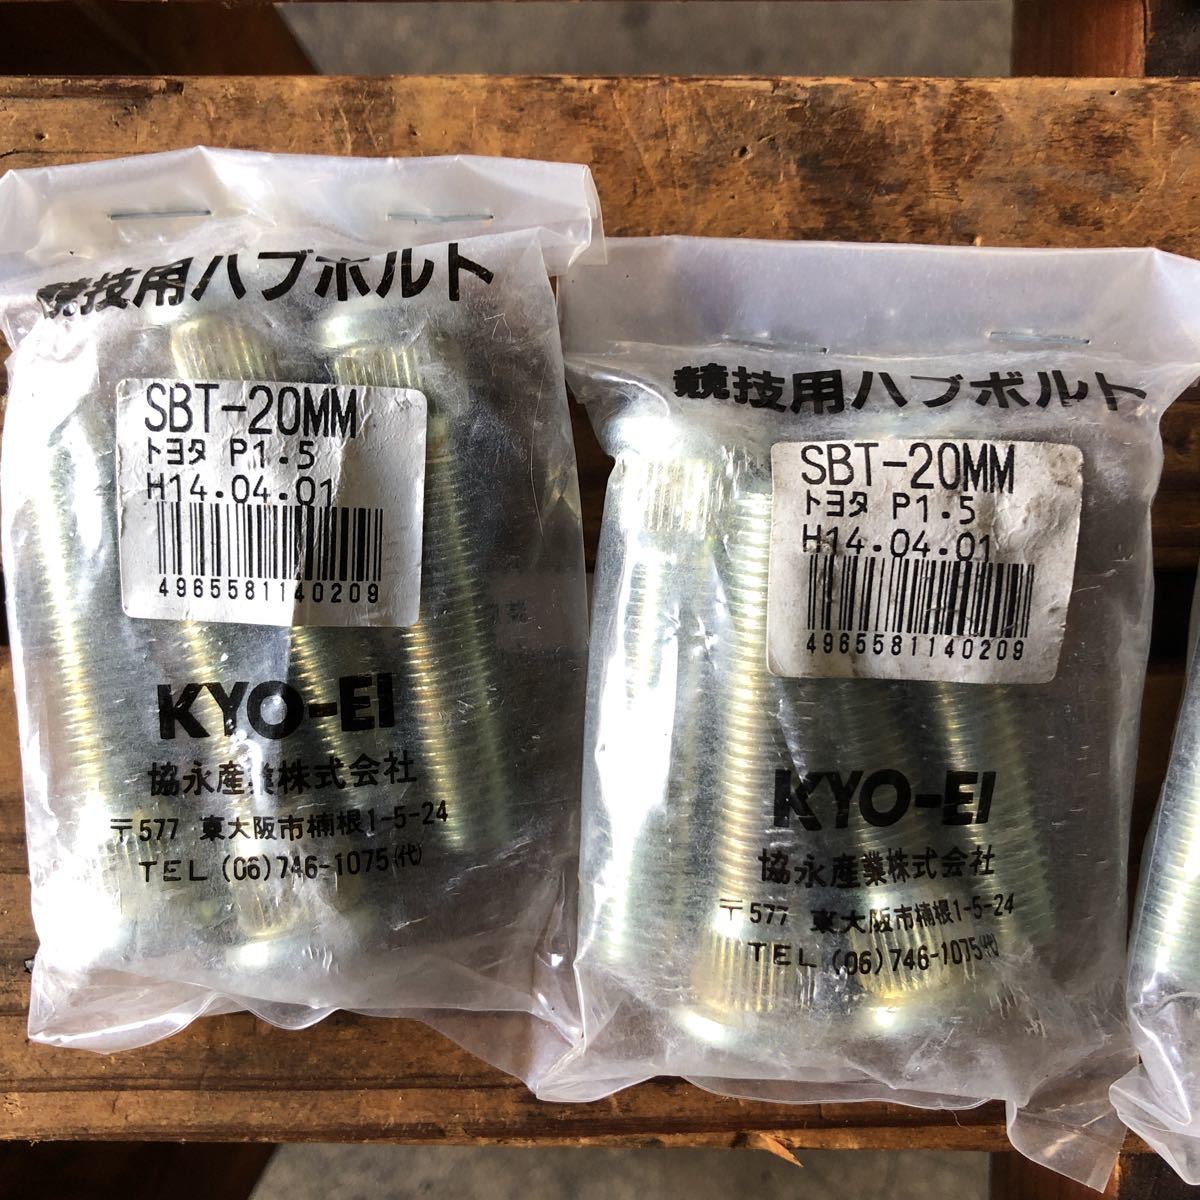 競技用ハブボルト
SBT-20MM
トヨタ P1.5
H14.04.01
4965581140209
KYO-EI
協永産業株式会社
〒577 東大阪市楠根1-5-24
TEL (06)746-1075(代)
競技用ハブボルト
SBT-20MM
トヨタ P1.5
H14.04.01
4965581140209
KYO-EI
協永産業株式会社
〒577 東大阪市楠根1-5-24
TEL (06)746-1075(代)